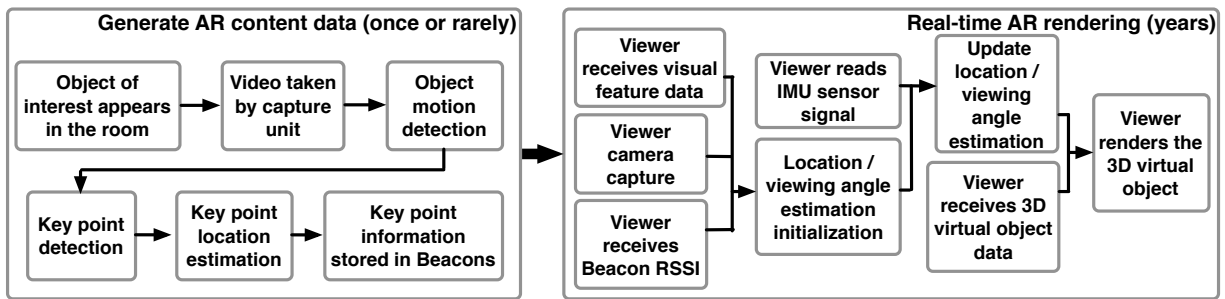 Generate AR content data (once or rarely)
Object of
interest appears
in the room
Video taken
by capture
unit
Object
motion
detection
Key point
detection
Key point
location
estimation
Key point
information
stored in Beacons
Real-time AR rendering (years)
Viewer
receives visual
feature data
Viewer
camera
capture
Viewer
receives
Beacon RSSI
Viewer reads
IMU sensor
signal
Location /
viewing angle
estimation
initialization
Update
location /
viewing
angle
estimation
Viewer
receives 3D
virtual object
data
Viewer
renders the
3D virtual
object